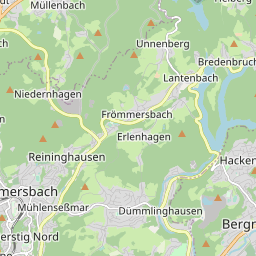 Heiberg
Müllenbach
Unnenberg
Bredenbruch
Lantenbach
Niedernhagen
Frömmersbach
Erlenhagen
Reininghausen
Hacken
mersbach
Mühlenseßmar
Dümmlinghausen
Bergn
erstig Nord